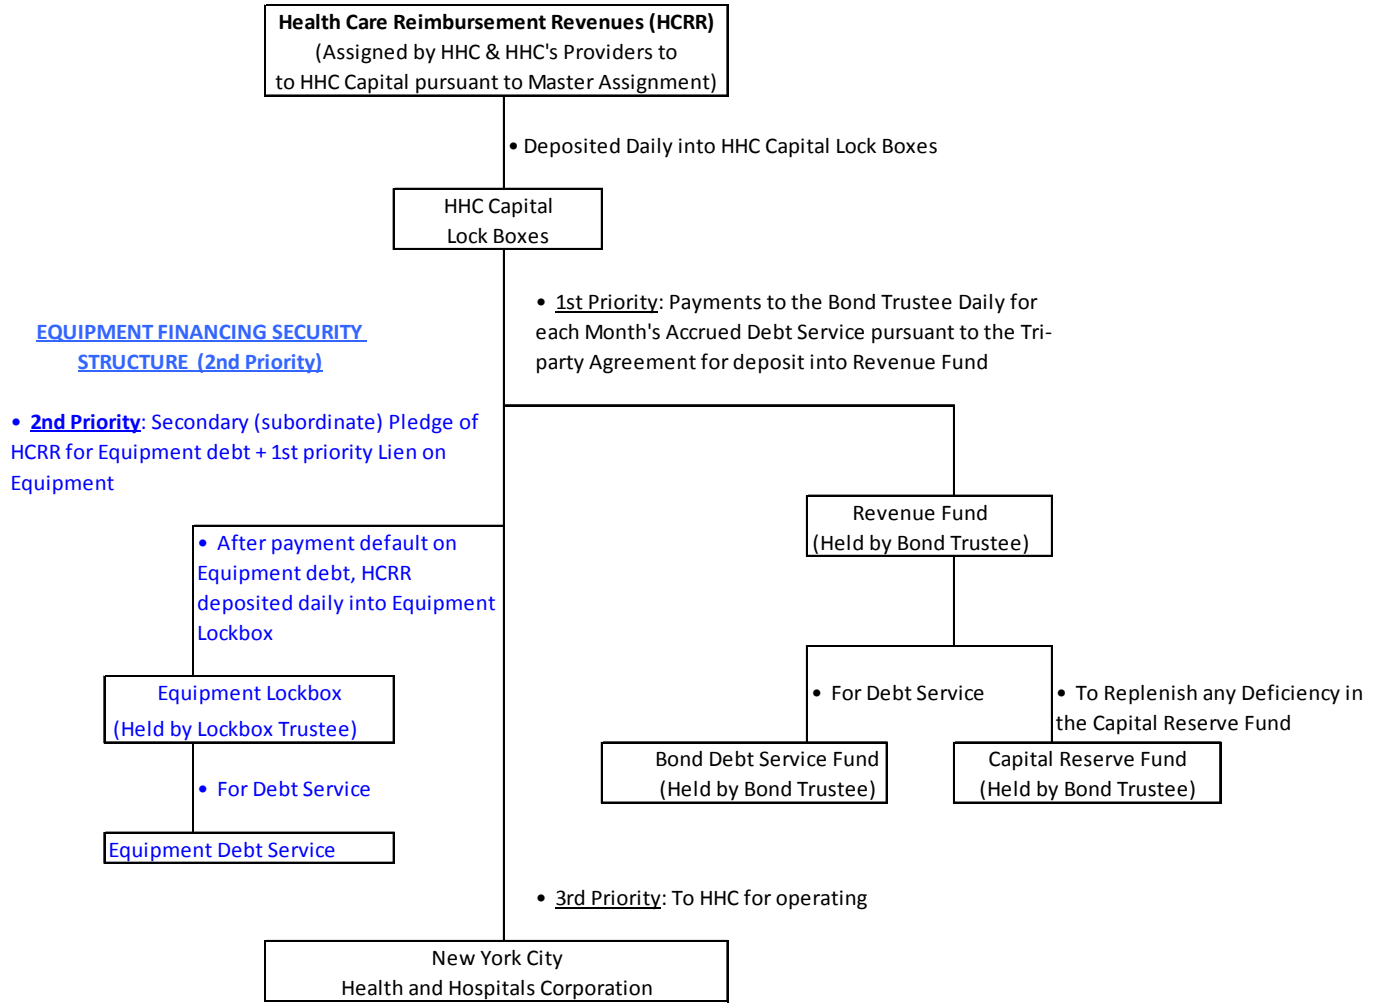 Health Care Reimbursement Revenues (HCRR)
(Assigned by HHC & HHC's Providers to
to HHC Capital pursuant to Master Assignment)
• Deposited Daily into HHC Capital Lock Boxes
HHC Capital
Lock Boxes
• 1st Priority: Payments to the Bond Trustee Daily for
each Month's Accrued Debt Service pursuant to the Tri-
party Agreement for deposit into Revenue Fund
EQUIPMENT FINANCING SECURITY
STRUCTURE (2nd Priority)
• 2nd Priority: Secondary (subordinate) Pledge of
HCRR for Equipment debt + 1st priority Lien on
Equipment
Revenue Fund
(Held by Bond Trustee)
• After payment default on
Equipment debt, HCRR
deposited daily into Equipment
Lockbox
Equipment Lockbox
(Held by Lockbox Trustee)
• For Debt Service
• To Replenish any Deficiency in
the Capital Reserve Fund
Bond Debt Service Fund
(Held by Bond Trustee)
Capital Reserve Fund
(Held by Bond Trustee)
• For Debt Service
Equipment Debt Service
• 3rd Priority: To HHC for operating
New York City
Health and Hospitals Corporation